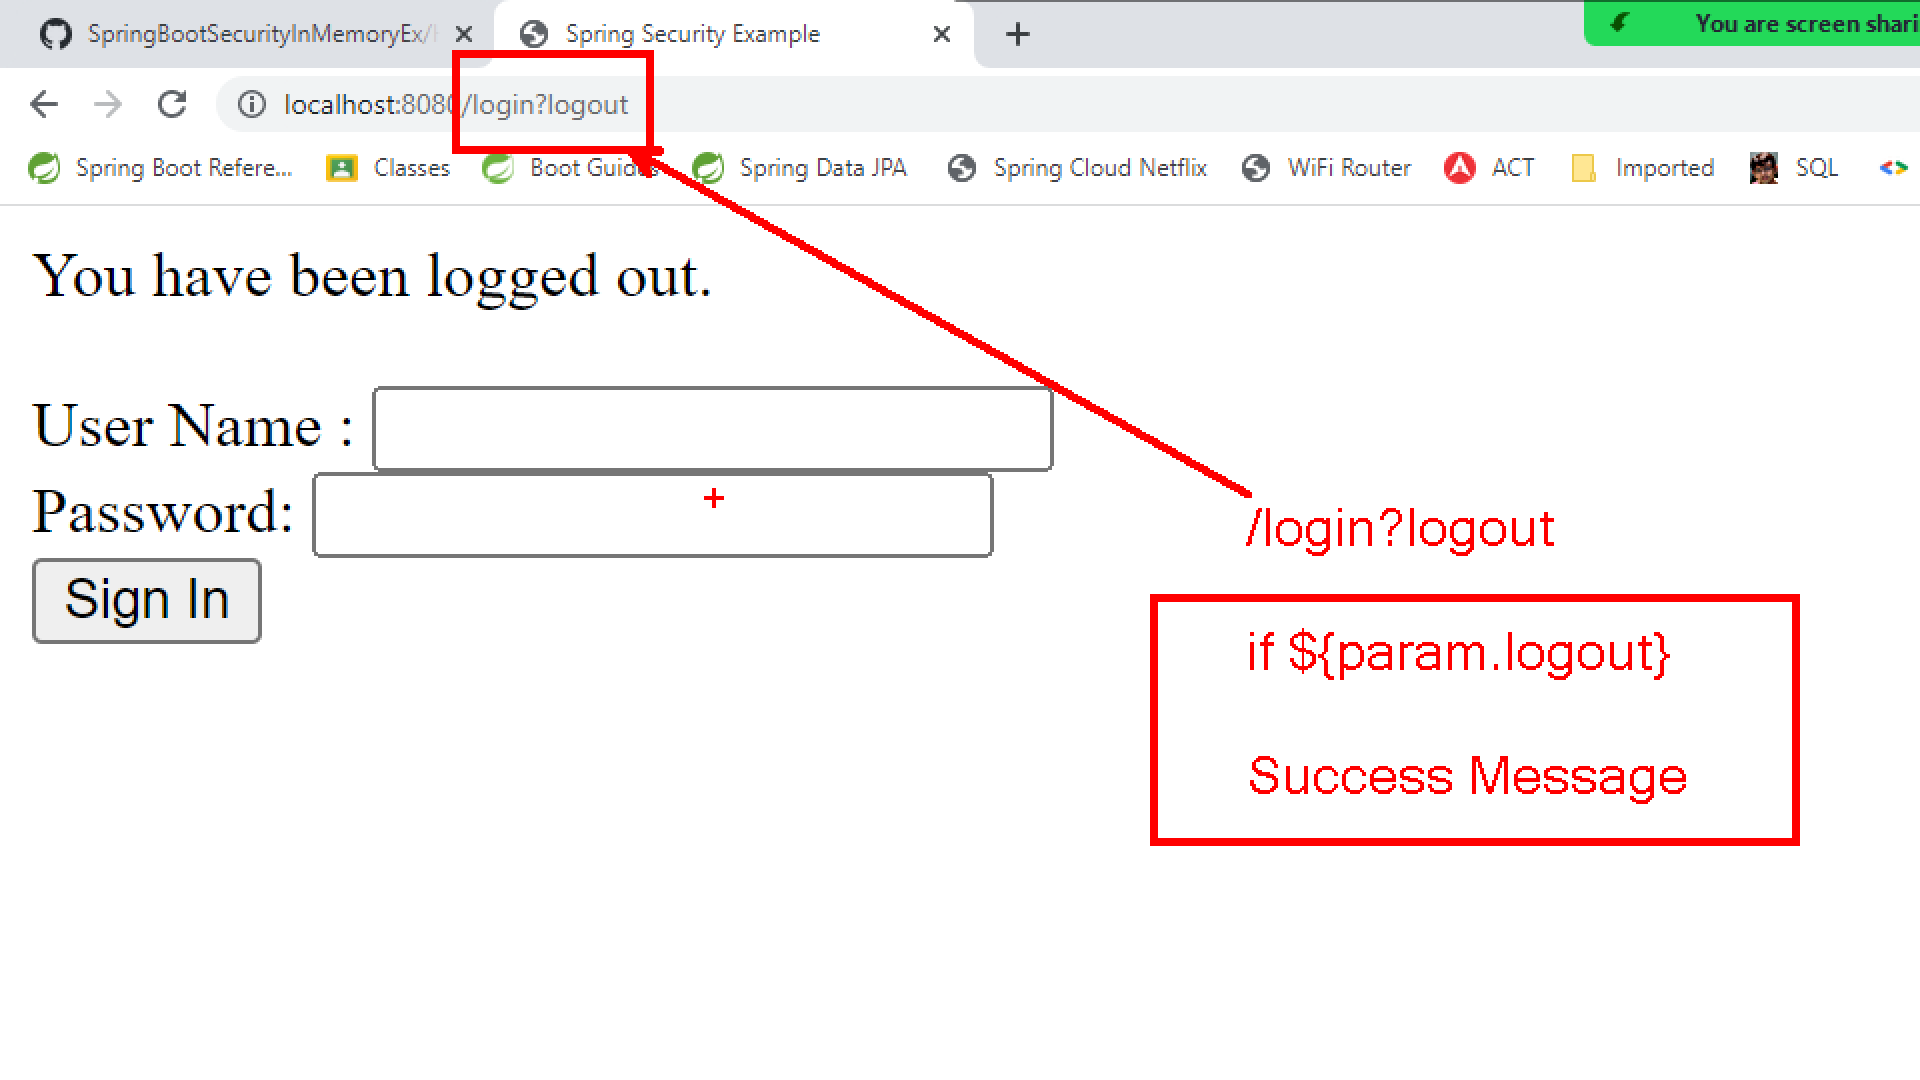 SpringBootSecurityInMemoryEx/
Spring Security Example
You are screen shari
localhost:8080/login?logout
Spring Boot Refere...
Classes
Boot Guides
Spring Data JPA
Spring Cloud Netflix
WiFi Router
ACT
Imported
SQL
You have been logged out.
User Name :
Password:
Sign In
/login?logout
if ${param.logout}
Success Message